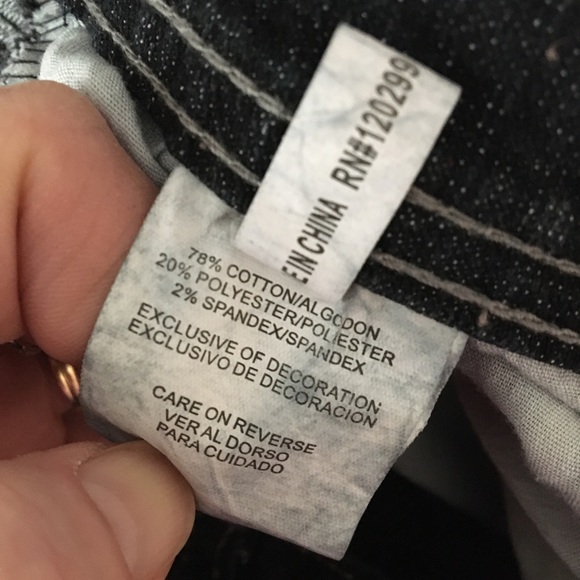 E IN CHINA RN#120299
78% COTTON/ALGODON
20% POLYESTER/POLIESTER
2% SPANDEX/SPANDEX
EXCLUSIVE OF DECORATION
EXCLUSIVO DE DECORACION
CARE ON REVERSE
VER AL DORSO
PARA CUIDADO